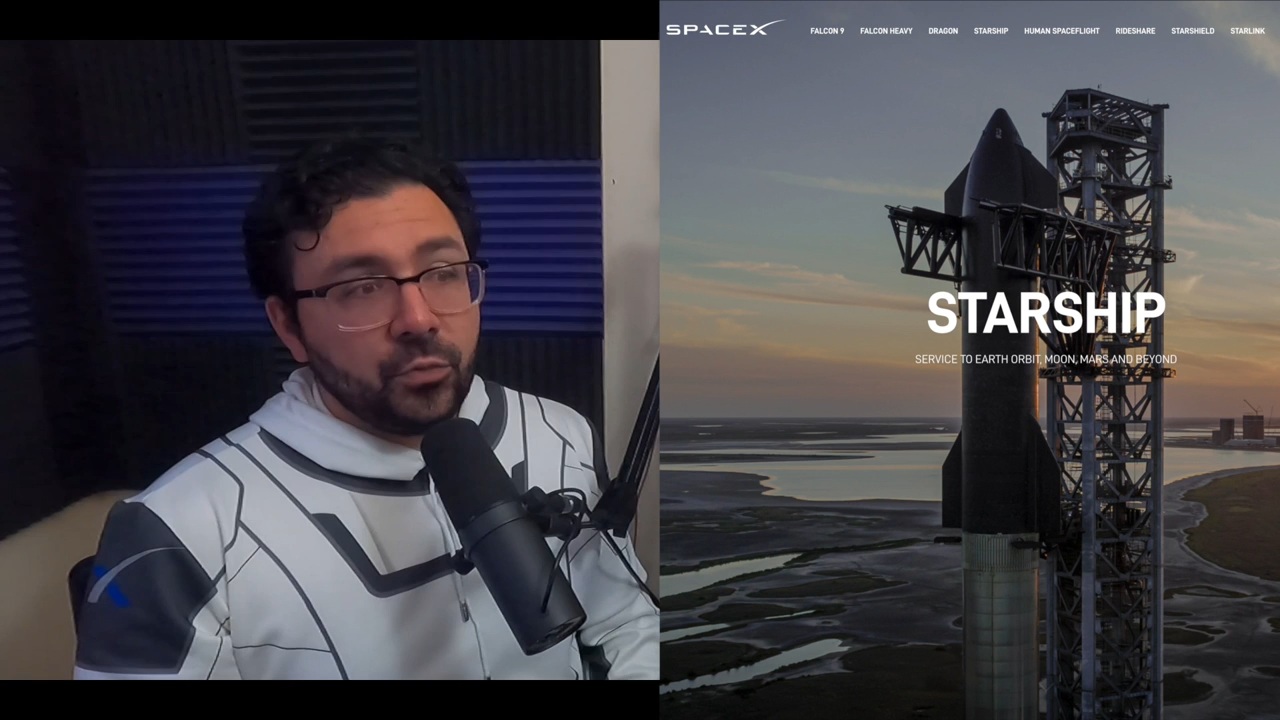 SPACEX
FALCON 9 FALCON HEAVY DRAGON STARSHIP HUMAN SPACEFLIGHT RIDESHARE STARSHIELD STARLINK
STARSHIP
SERVICE TO EARTH ORBIT, MOON, MARS AND BEYOND